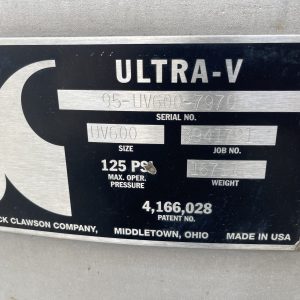 ULTRA-V
95-UV600-7970
SERIAL NO.
UV600
SIZE JOB NO.
125 PSI
MAX. OPER.
PRESSURE WEIGHT
4,166,028
PATENT NO.
CK CLAWSON COMPANY, MIDDLETOWN, OHIO MADE IN USA